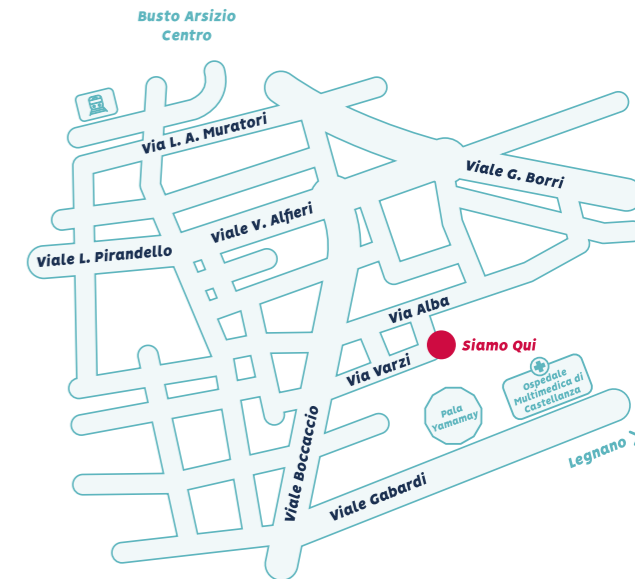 Busto Arsizio
Centro
Via L. A. Muratori
Viale G. Borri
Viale V. Alfieri
Viale L. Pirandello
Via Alba
Siamo Qui
Via Varzi
Ospedale
Multimedica di
Castellanza
Pala
Yamamay
Viale Boccaccio
Legnano
Viale Gabardi